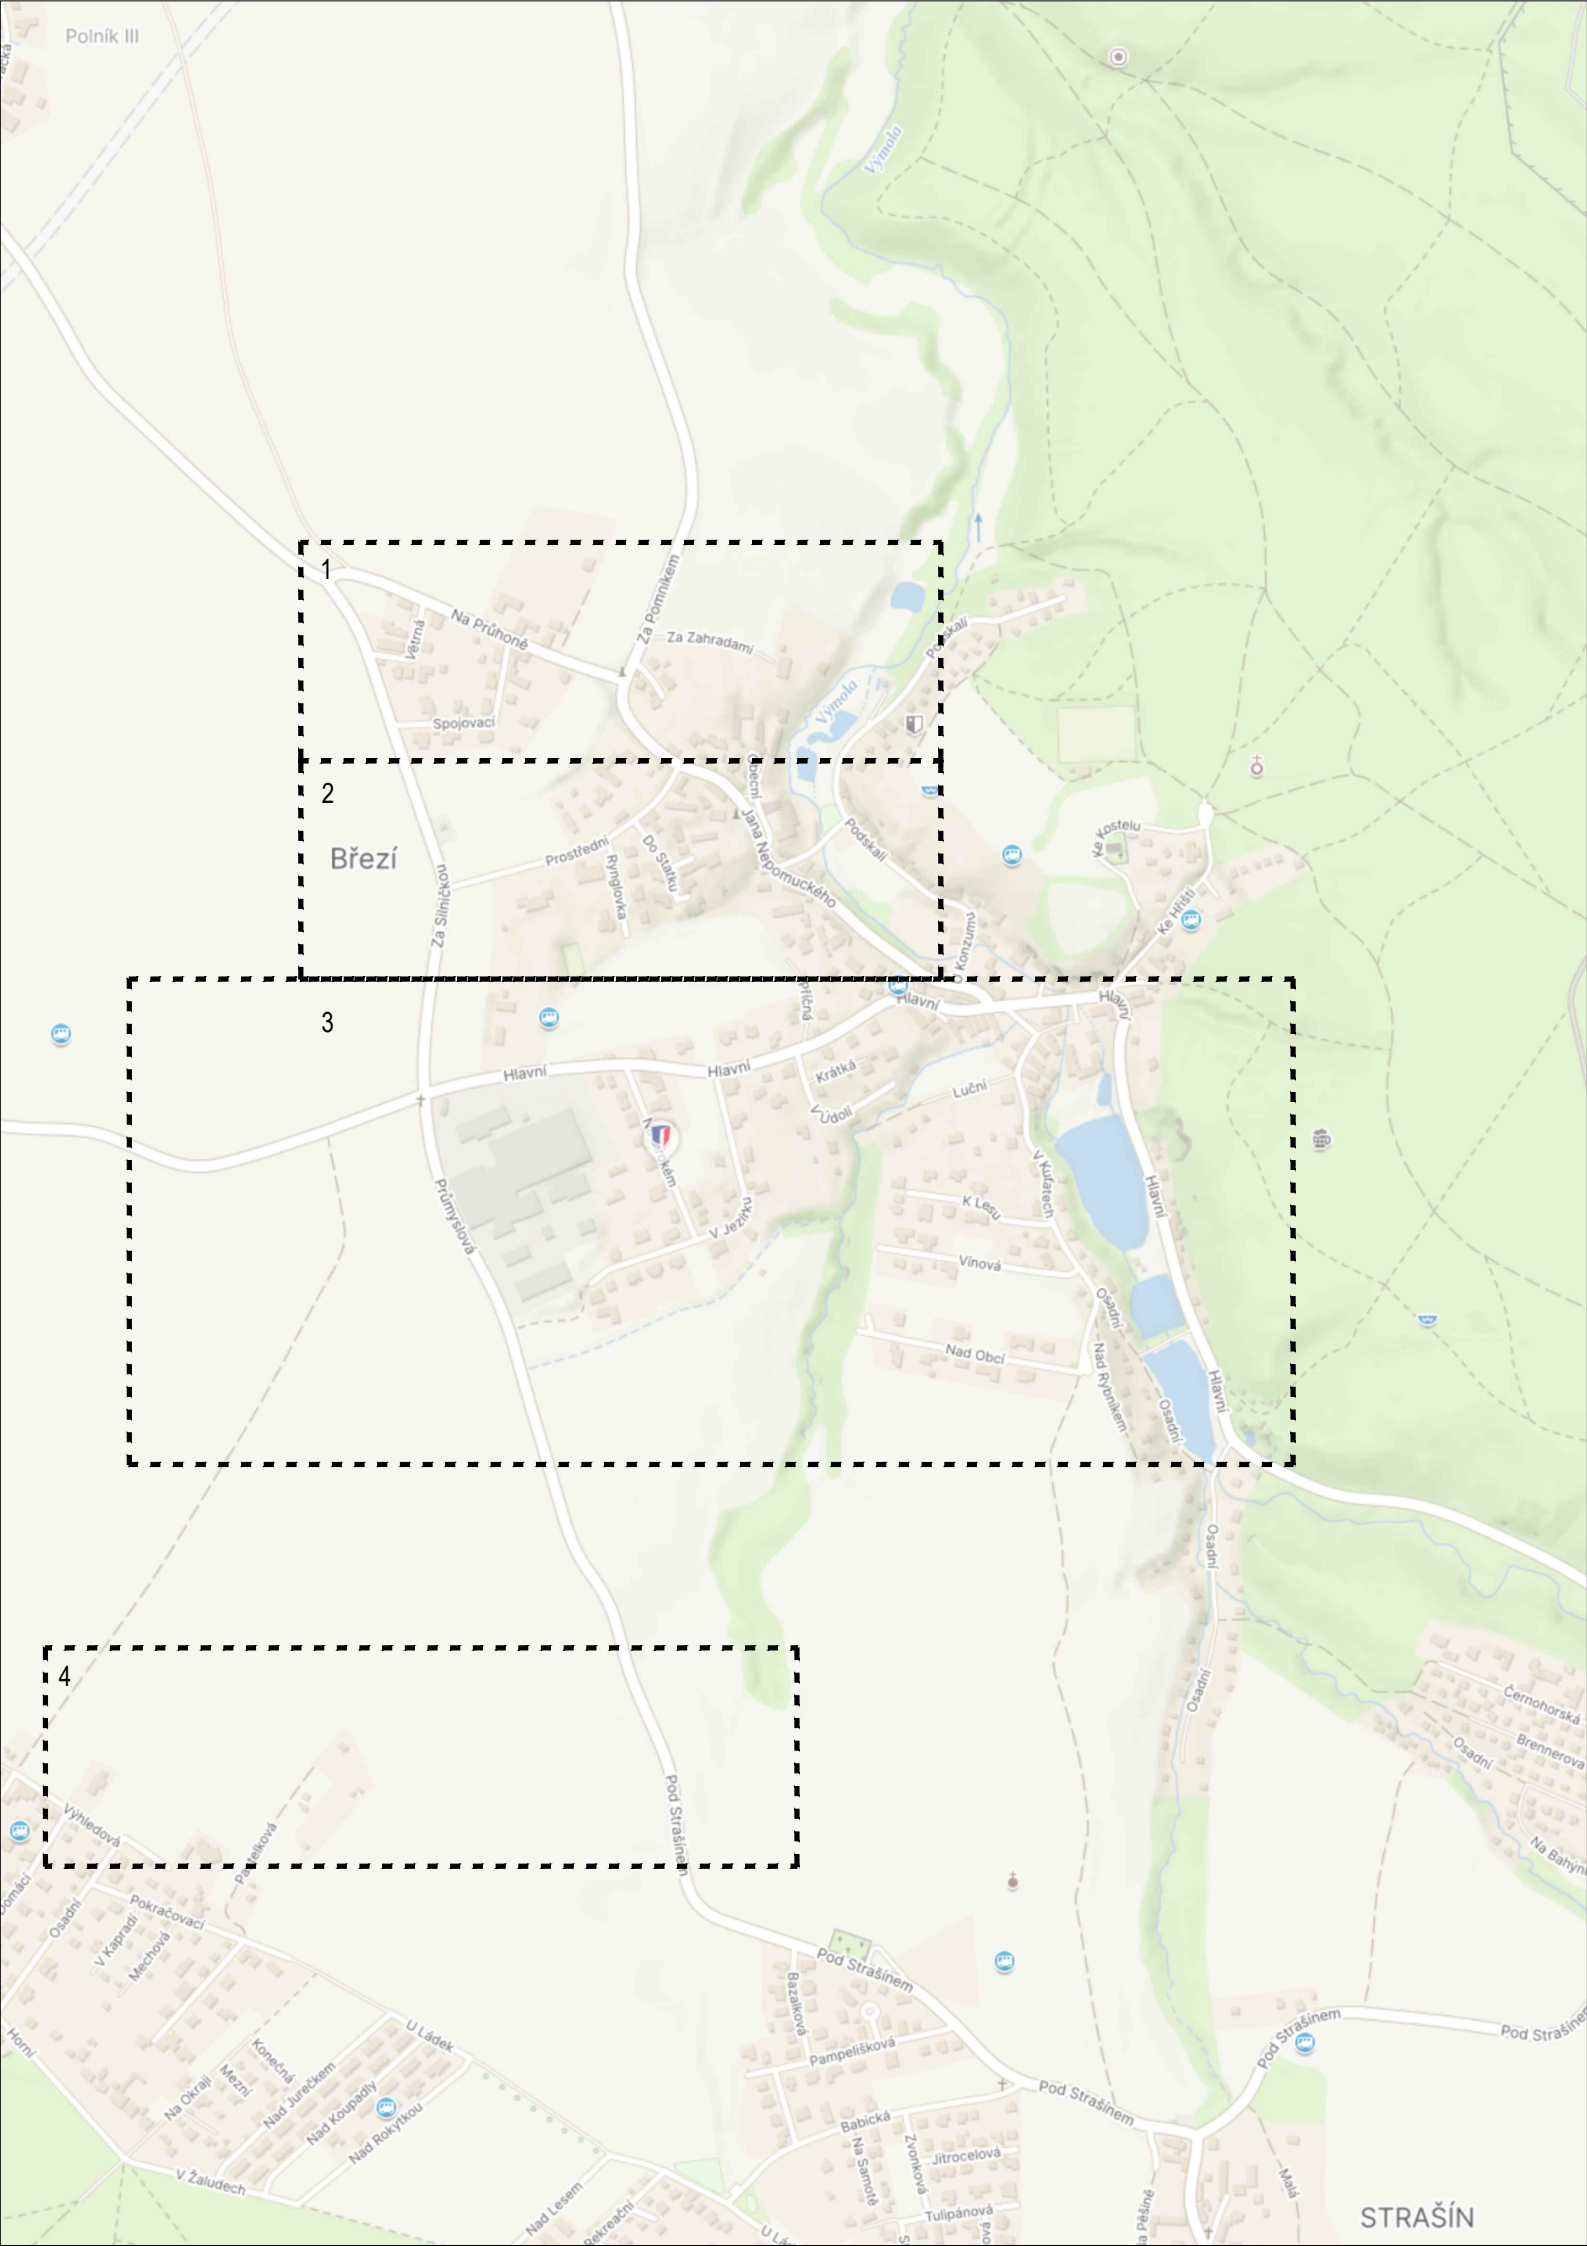 Polník III
Výmola
1
Za Pomníkem
Na Průhoně
Větrná
Za Zahradami
Podskalí
Výmola
Spojovací
2
Obecní
Jana Nepomuckého
Podskalí
Ke Kostelu
Březí
Prostřední
Do Statku
Rynglovka
Za Silničkou
Ke Hřišti
U Konzumu
3
Příčná
Hlavní
Hlavní
Hlavní
Hlavní
Krátká
Luční
V Údolí
V Kuťatech
Průmyslová
V Jezírku
K Lesu
Hlavní
Vinová
Osadní
Nad Obcí
Nad Rybníkem
Osadní
Hlavní
Osadní
4
Osadní
Černohorská
Brennerova
Osadní
Pod Strašínem
Výhledová
Pastelková
Na Bahýnk
Osadní
Pokračovací
V Kapradí
Mechová
Pod Strašínem
Bazalková
Horní
U Ládek
Konečná
Mezní
Na Okraji
Nad Jurečkem
Nad Koupadly
Nad Rokytkou
Pampelišková
Pod Strašínem
Pod Strašínem
Pod Strašínem
Babická
Na Samotě
Zvonková
Jitrocelová
V Žaludech
Malá
Nad Lesem
Rekreační
Tulipánová
STRAŠÍN